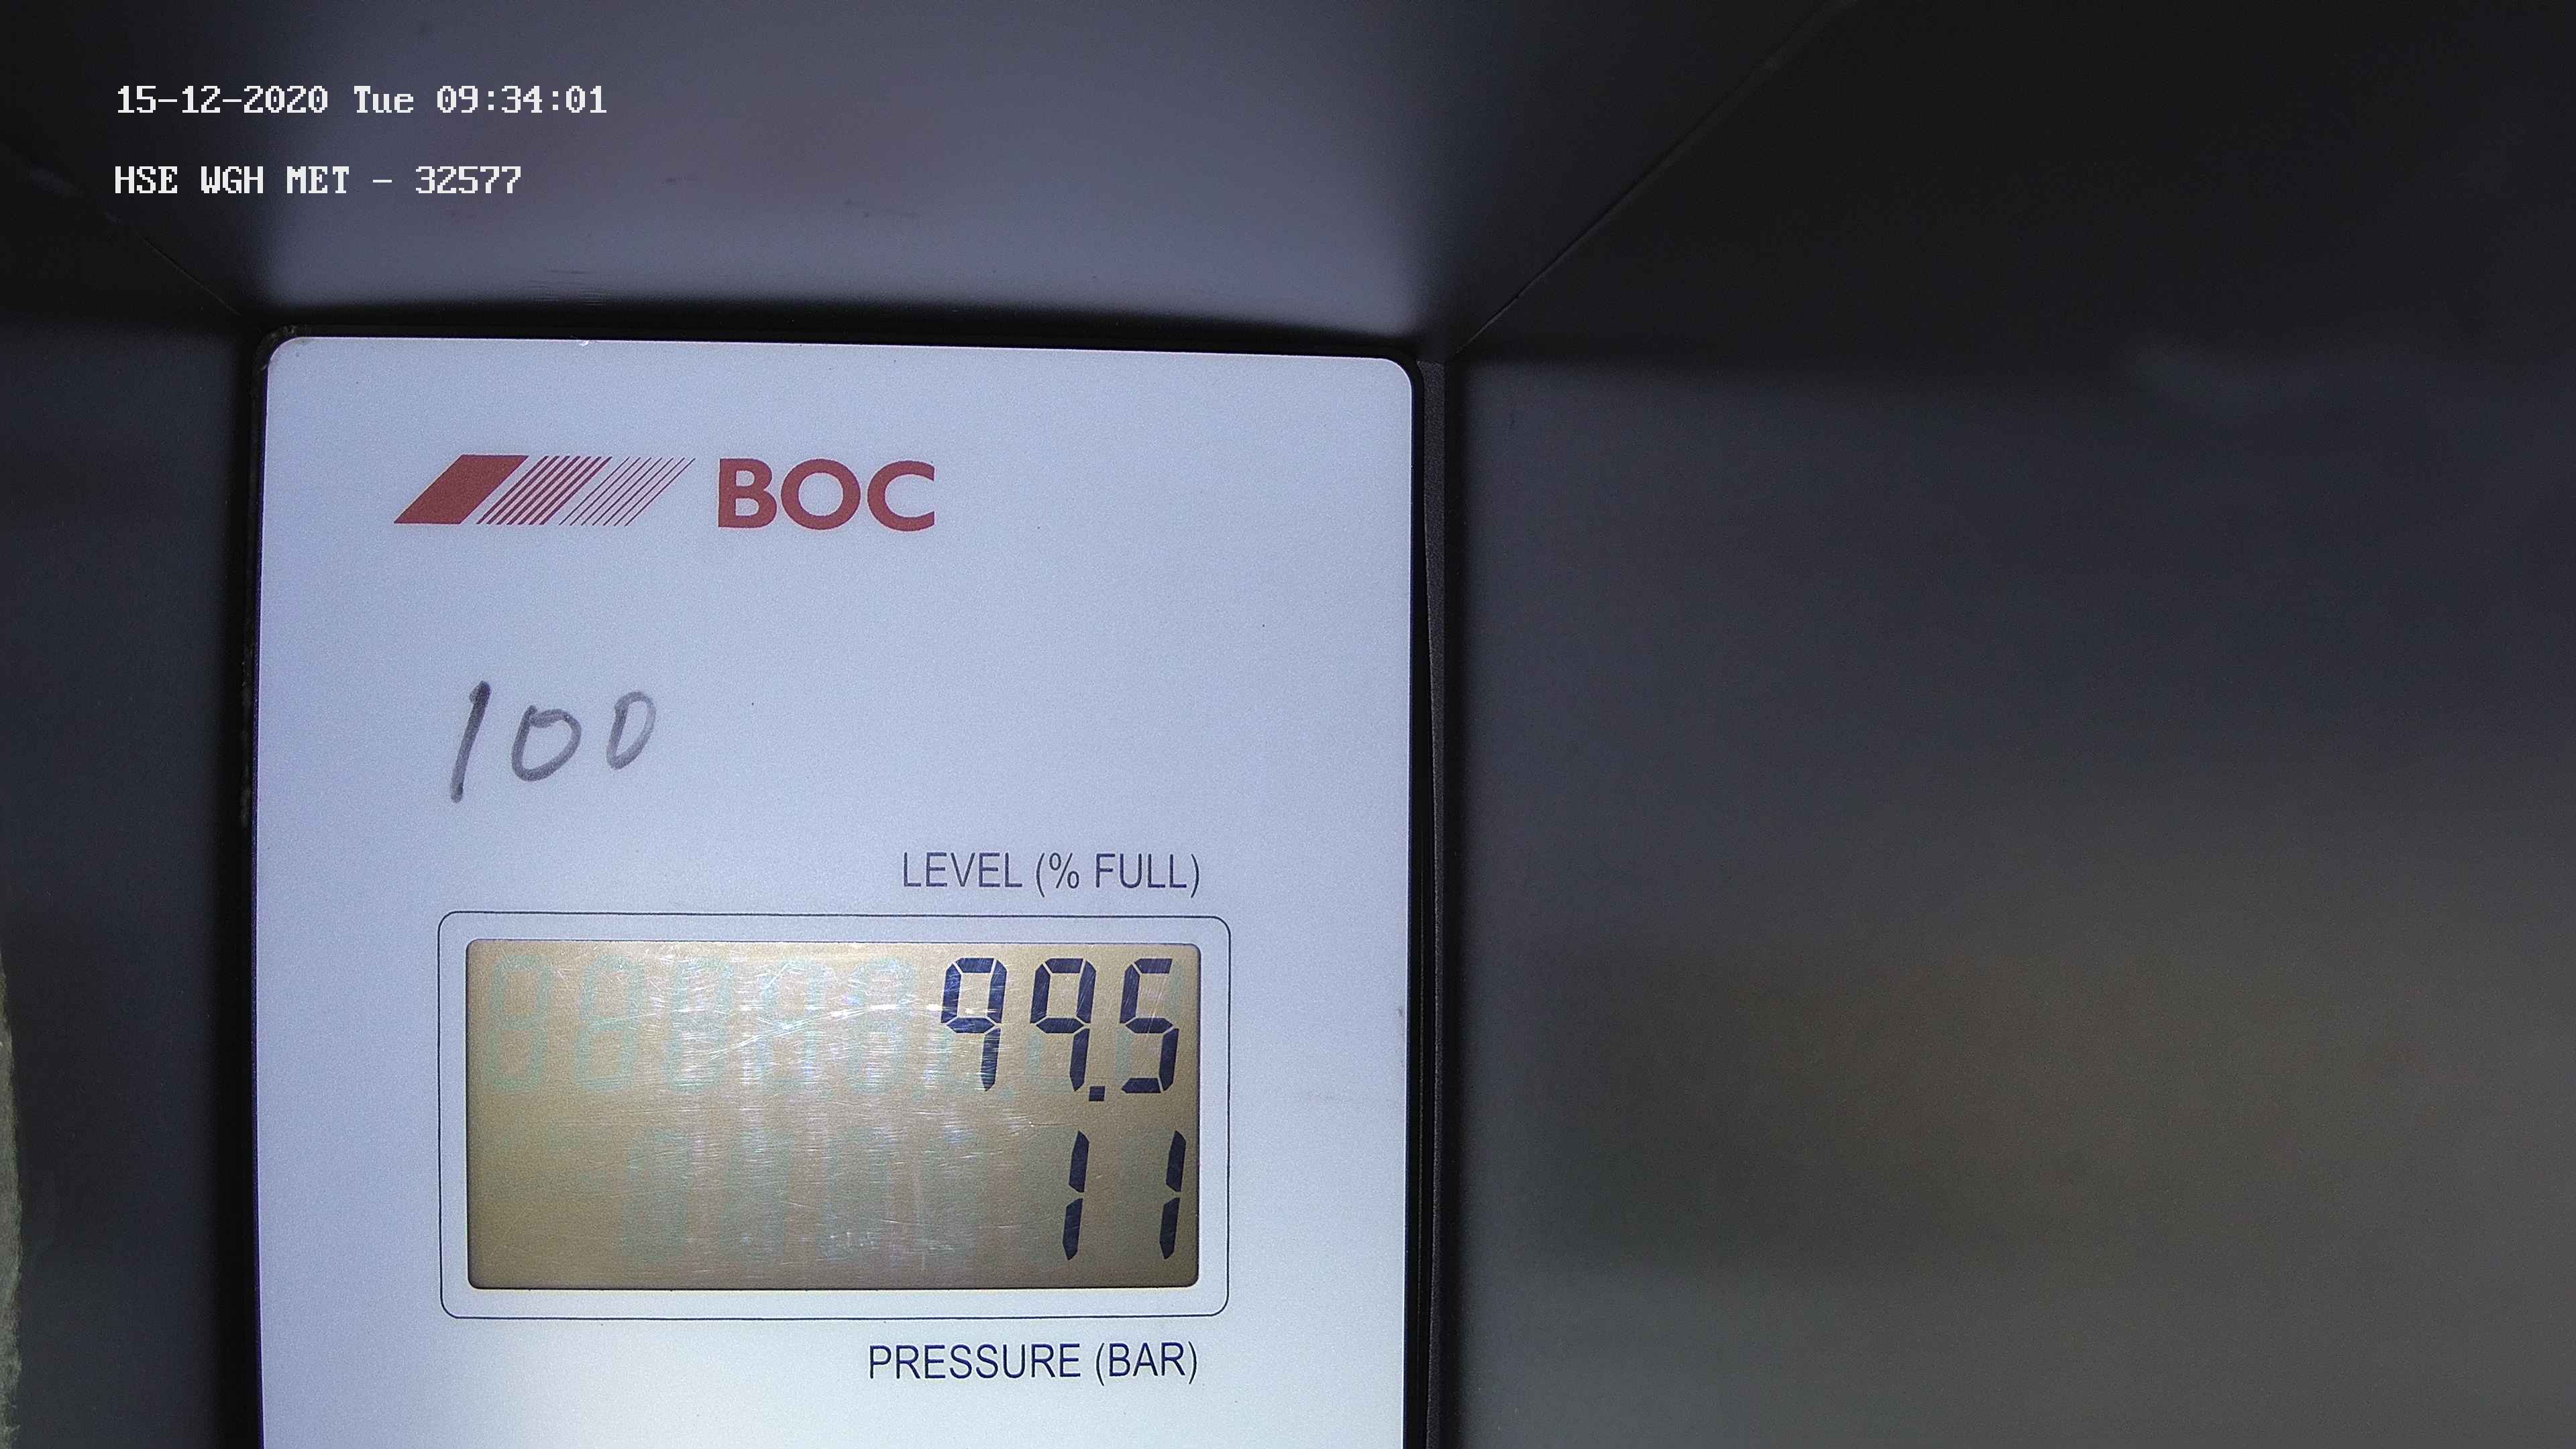 15-12-2020 Tue 09:34:01
HSE WGH MET - 32577
BOC
100
LEVEL (% FULL)
99.5
11
PRESSURE (BAR)